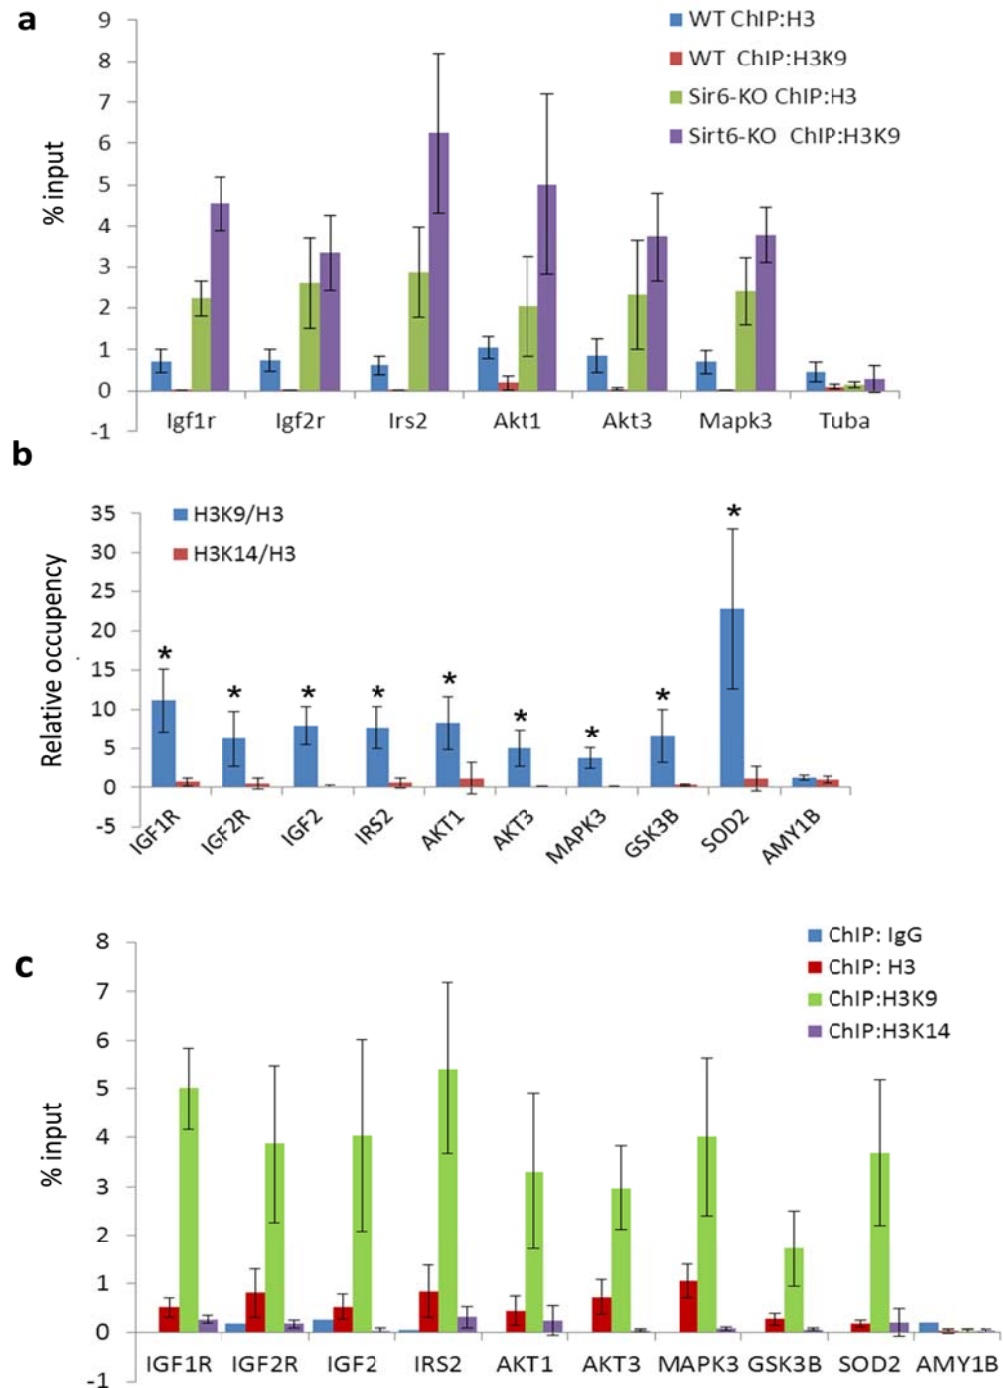 a
9
8
7
6
5
4
3
2
1
0
-1
% input
WT ChIP:H3
WT ChIP:H3K9
Sir6-KO ChIP:H3
Sirt6-KO ChIP:H3K9
Igf1r Igf2r Irs2 Akt1 Akt3 Mapk3 Tuba
b
35
30
25
20
15
10
5
0
-5
Relative occupency
H3K9/H3
H3K14/H3
* * * * * * * * *
IGF1R IGF2R IGF2 IRS2 AKT1 AKT3 MAPK3 GSK3B SOD2 AMY1B
c
8
7
6
5
4
3
2
1
0
-1
% input
ChIP: IgG
ChIP: H3
ChIP:H3K9
ChIP:H3K14
IGF1R IGF2R IGF2 IRS2 AKT1 AKT3 MAPK3 GSK3B SOD2 AMY1B